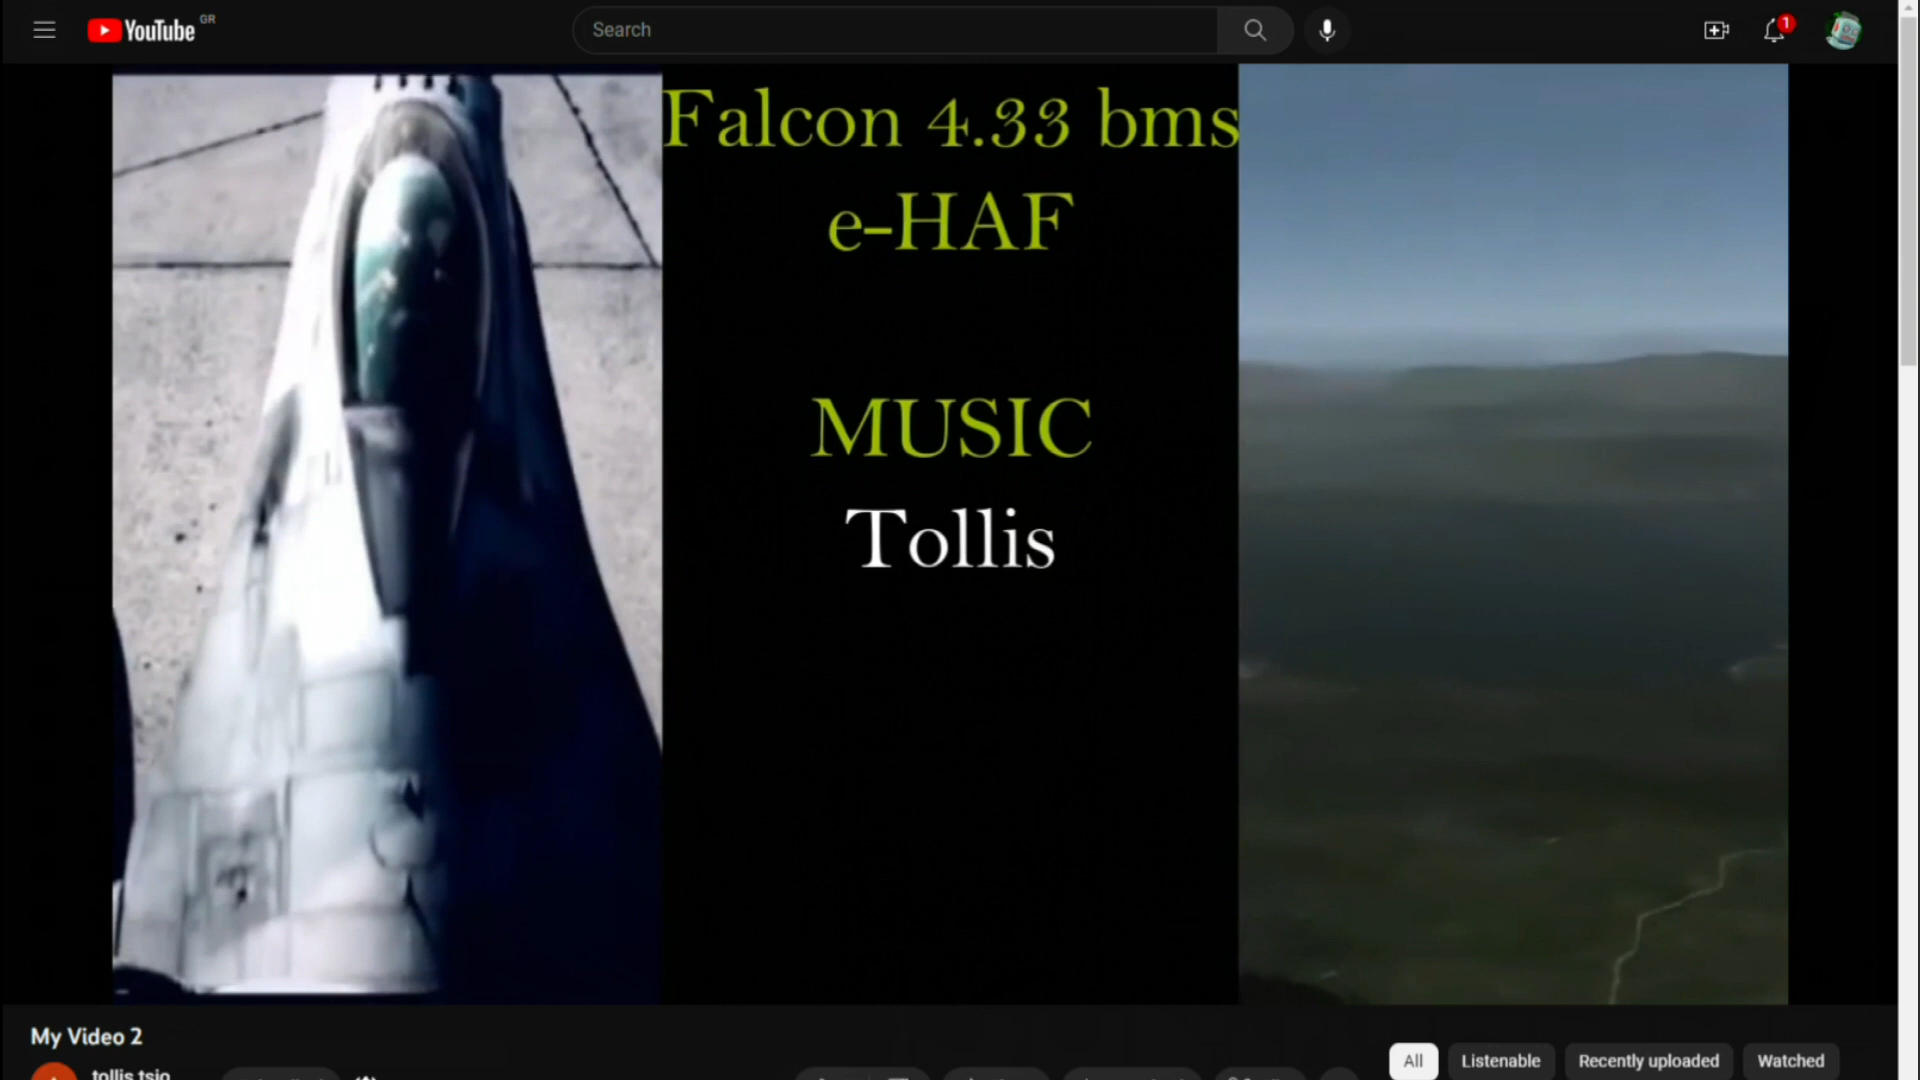 YouTube GR
Search
1
Falcon 4.33 bms
e-HAF
MUSIC
Tollis
My Video 2
tollis tsio
All
Listenable
Recently uploaded
Watched